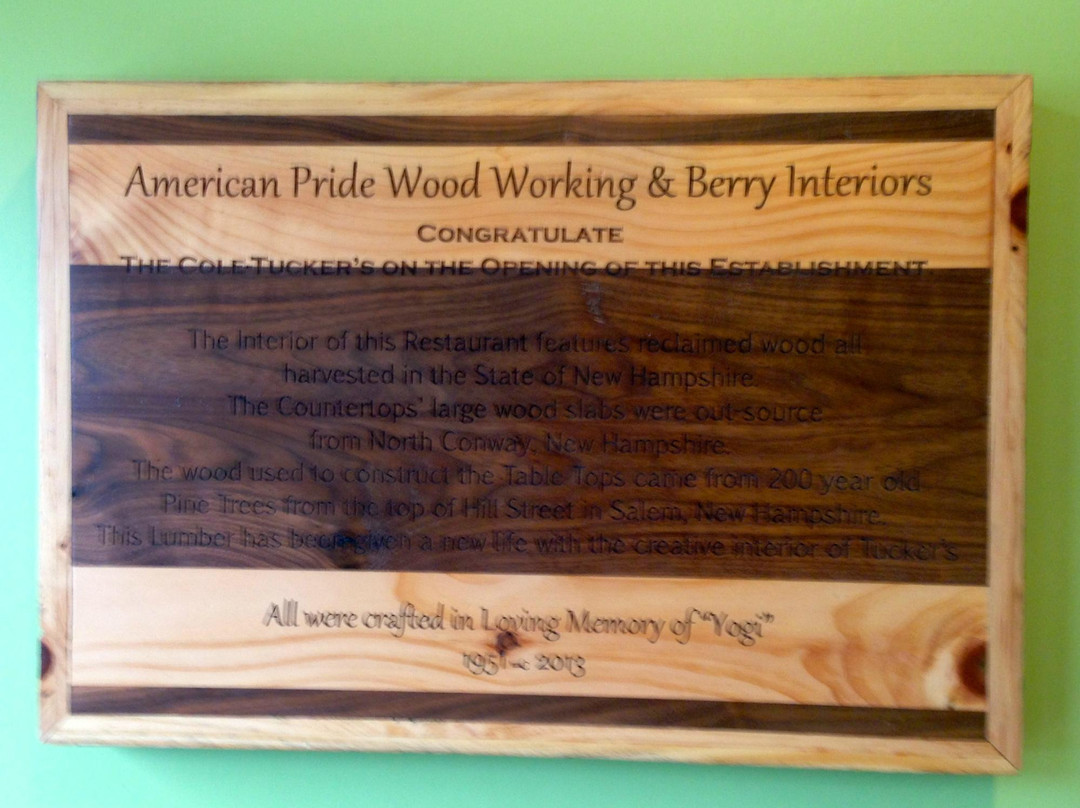 American Pride Wood Working & Berry Interiors
CONGRATULATE
THE COLE-TUCKER'S ON THE OPENING OF THIS ESTABLISHMENT.
The Interior of this Restaurant features reclaimed wood all
harvested in the State of New Hampshire.
The Countertops' large wood slabs were out-source
from North Conway, New Hampshire.
The wood used to construct the Table Tops came from 200 year old
Pine Trees from the top of Hill Street in Salem, New Hampshire.
This Lumber has been given a new life with the creative interior of Tucker's
All were crafted in Loving Memory of "Yogi"
1951 - 2013